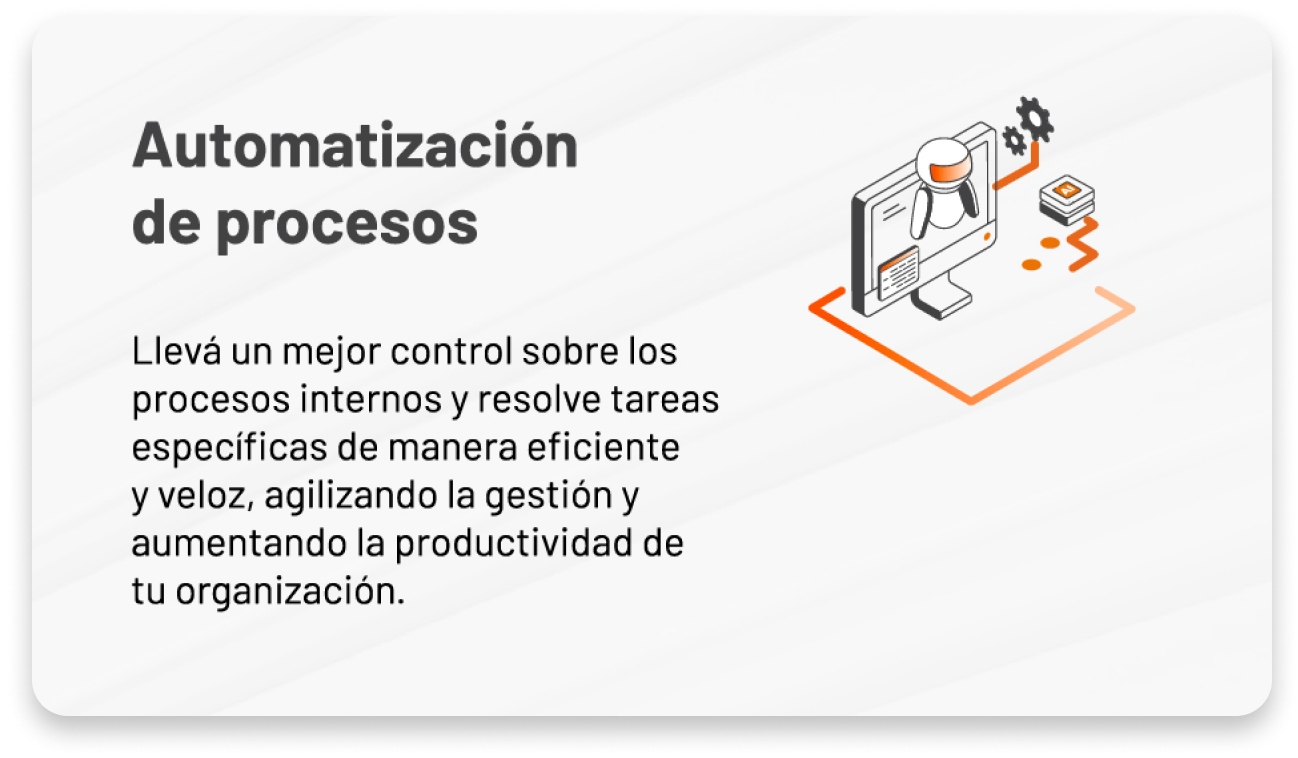 Automatización
de procesos
Llevá un mejor control sobre los
procesos internos y resolve tareas
específicas de manera eficiente
y veloz, agilizando la gestión y
aumentando la productividad de
tu organización.
AI